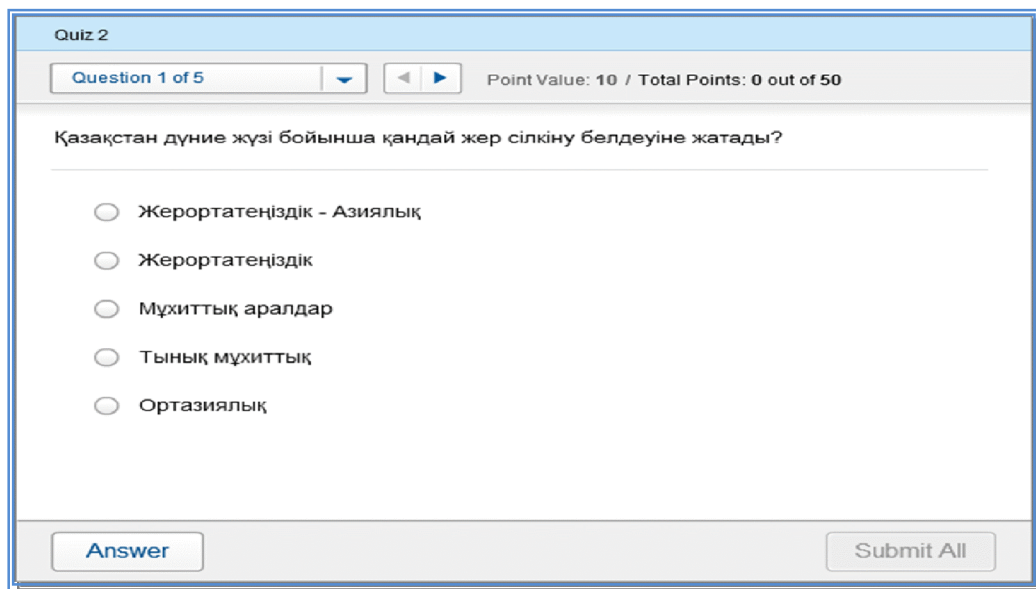 Quiz 2
Question 1 of 5
Point Value: 10 / Total Points: 0 out of 50
Қазақстан дүние жүзі бойынша қандай жер сілкіну белдеуіне жатады?
Жерортатеңіздік - Азиялық
Жерортатеңіздік
Мұхиттық аралдар
Тынық мұхиттық
Ортазиялық
Answer
Submit All